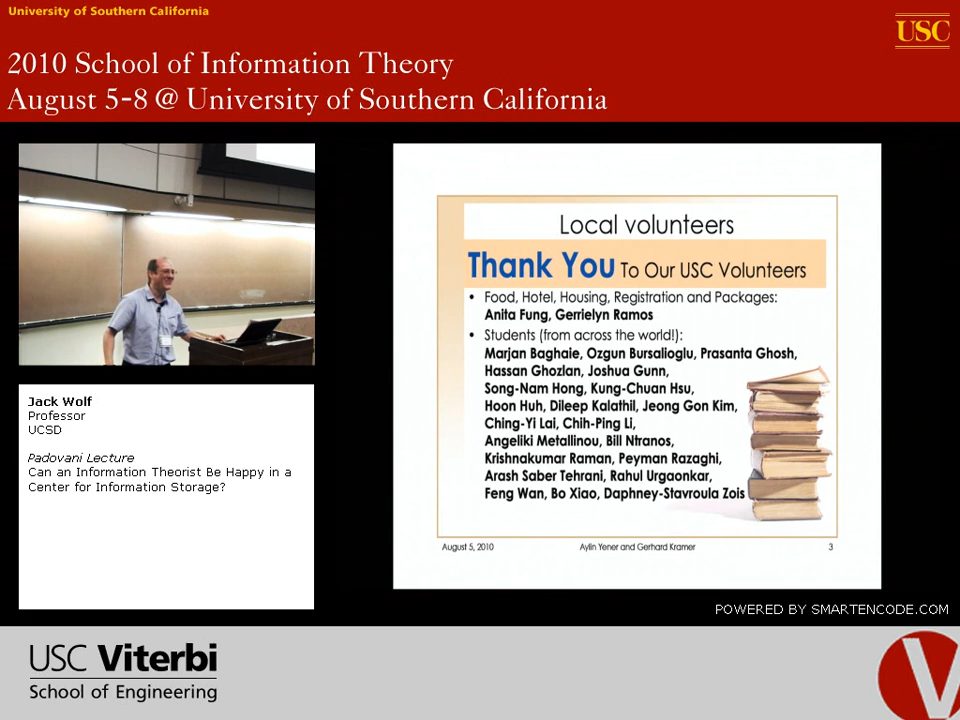 University of Southern California
USC
2010 School of Information Theory
August 5-8 @ University of Southern California
Jack Wolf
Professor
UCSD
Padovani Lecture
Can an Information Theorist Be Happy in a
Center for Information Storage?
Local volunteers
Thank You To Our USC Volunteers
• Food, Hotel, Housing, Registration and Packages:
Anita Fung, Gerrielyn Ramos
• Students (from across the world!):
Marjan Baghaie, Ozgun Bursalioglu, Prasanta Ghosh,
Hassan Ghozlan, Joshua Gunn,
Song-Nam Hong, Kung-Chuan Hsu,
Hoon Huh, Dileep Kalathil, Jeong Gon Kim,
Ching-Yi Lai, Chih-Ping Li,
Angeliki Metallinou, Bill Ntranos,
Krishnakumar Raman, Peyman Razaghi,
Arash Saber Tehrani, Rahul Urgaonkar,
Feng Wan, Bo Xiao, Daphney-Stavroula Zois
August 5, 2010 Aylin Yener and Gerhard Kramer 3
POWERED BY SMARTENCODE.COM
USC Viterbi
School of Engineering
V